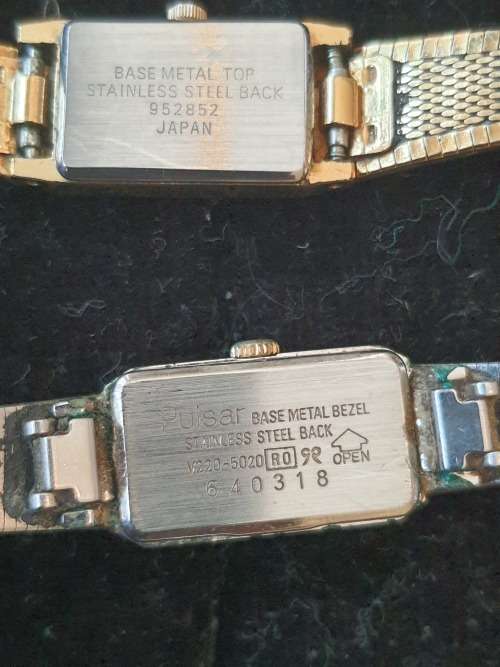 BASE METAL TOP
STAINLESS STEEL BACK
952852
JAPAN
Pulsar BASE METAL BEZEL
STAINLESS STEEL BACK
V220-5020 R0 OPEN
640318